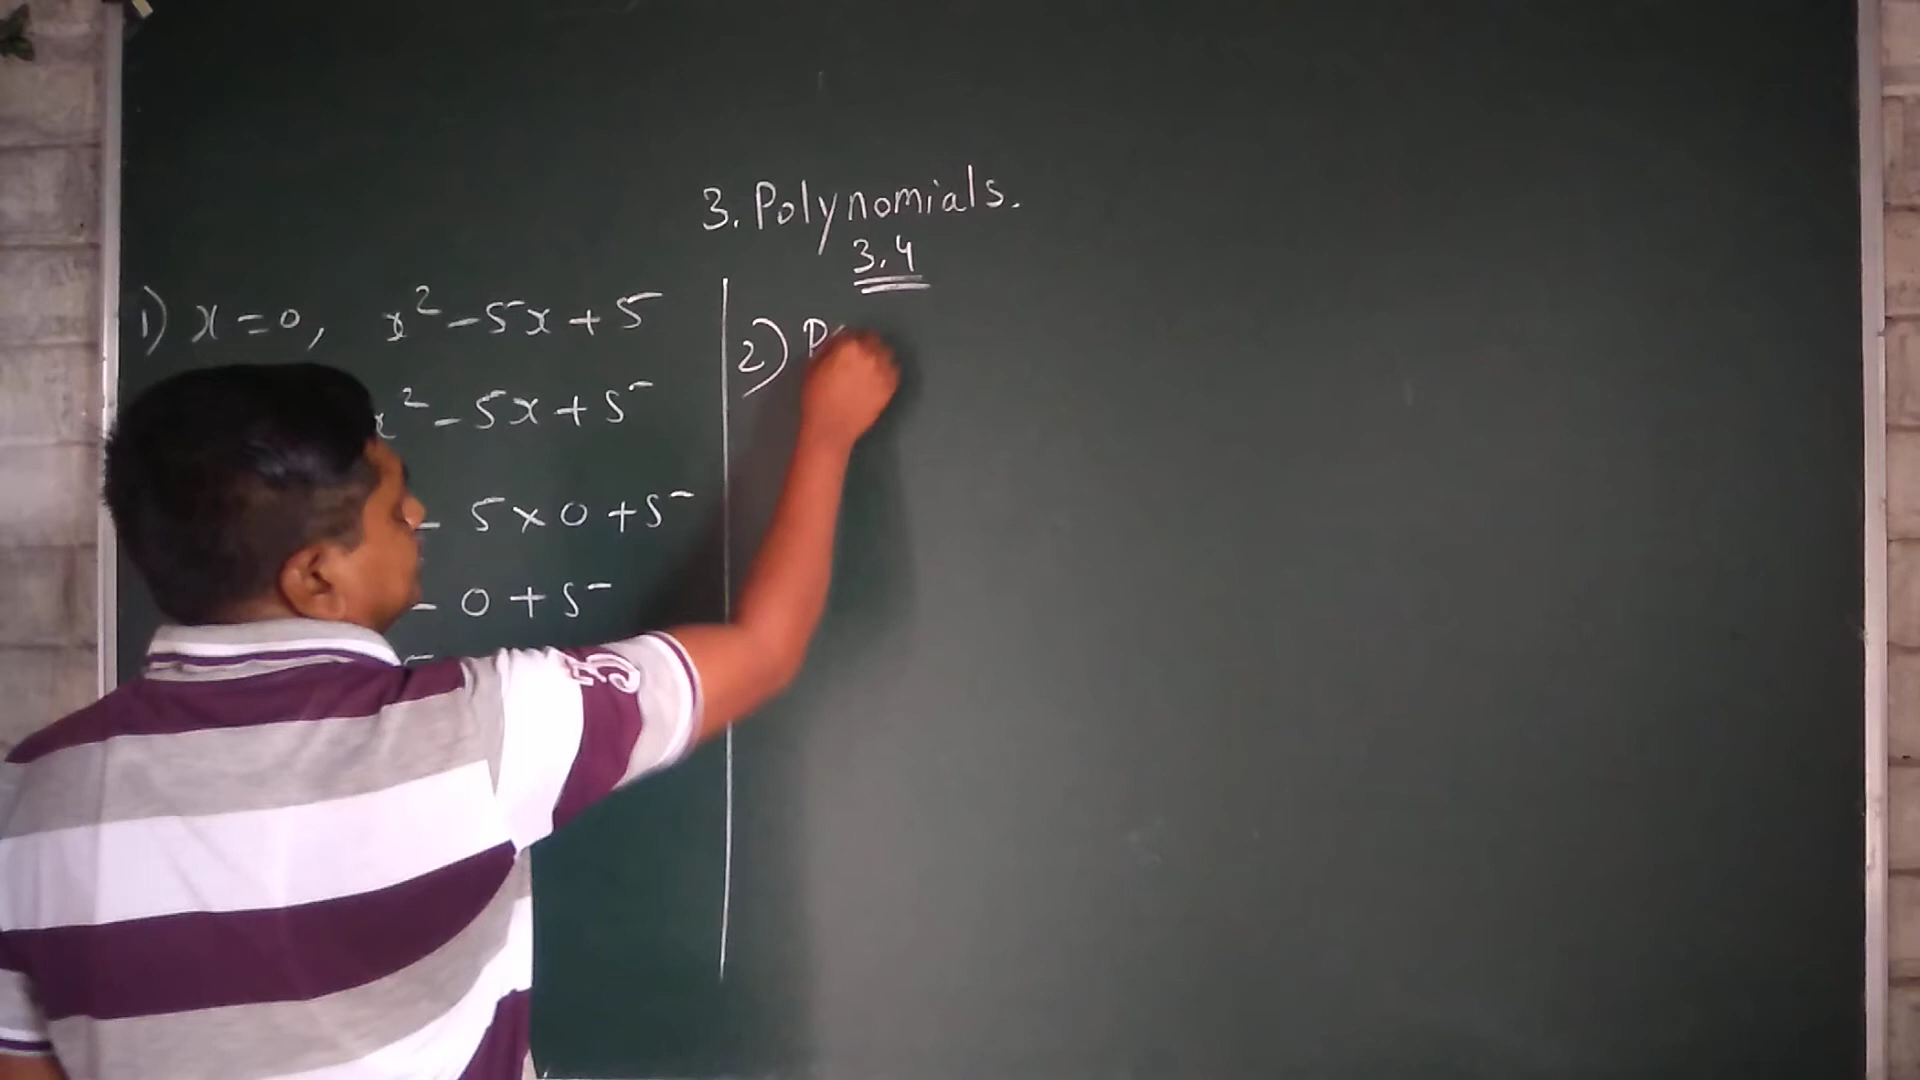 3. Polynomials.
3.4
1) x = 0, x² - 5x + 5
x² - 5x + 5
- 5 × 0 + 5
- 0 + 5
2) P